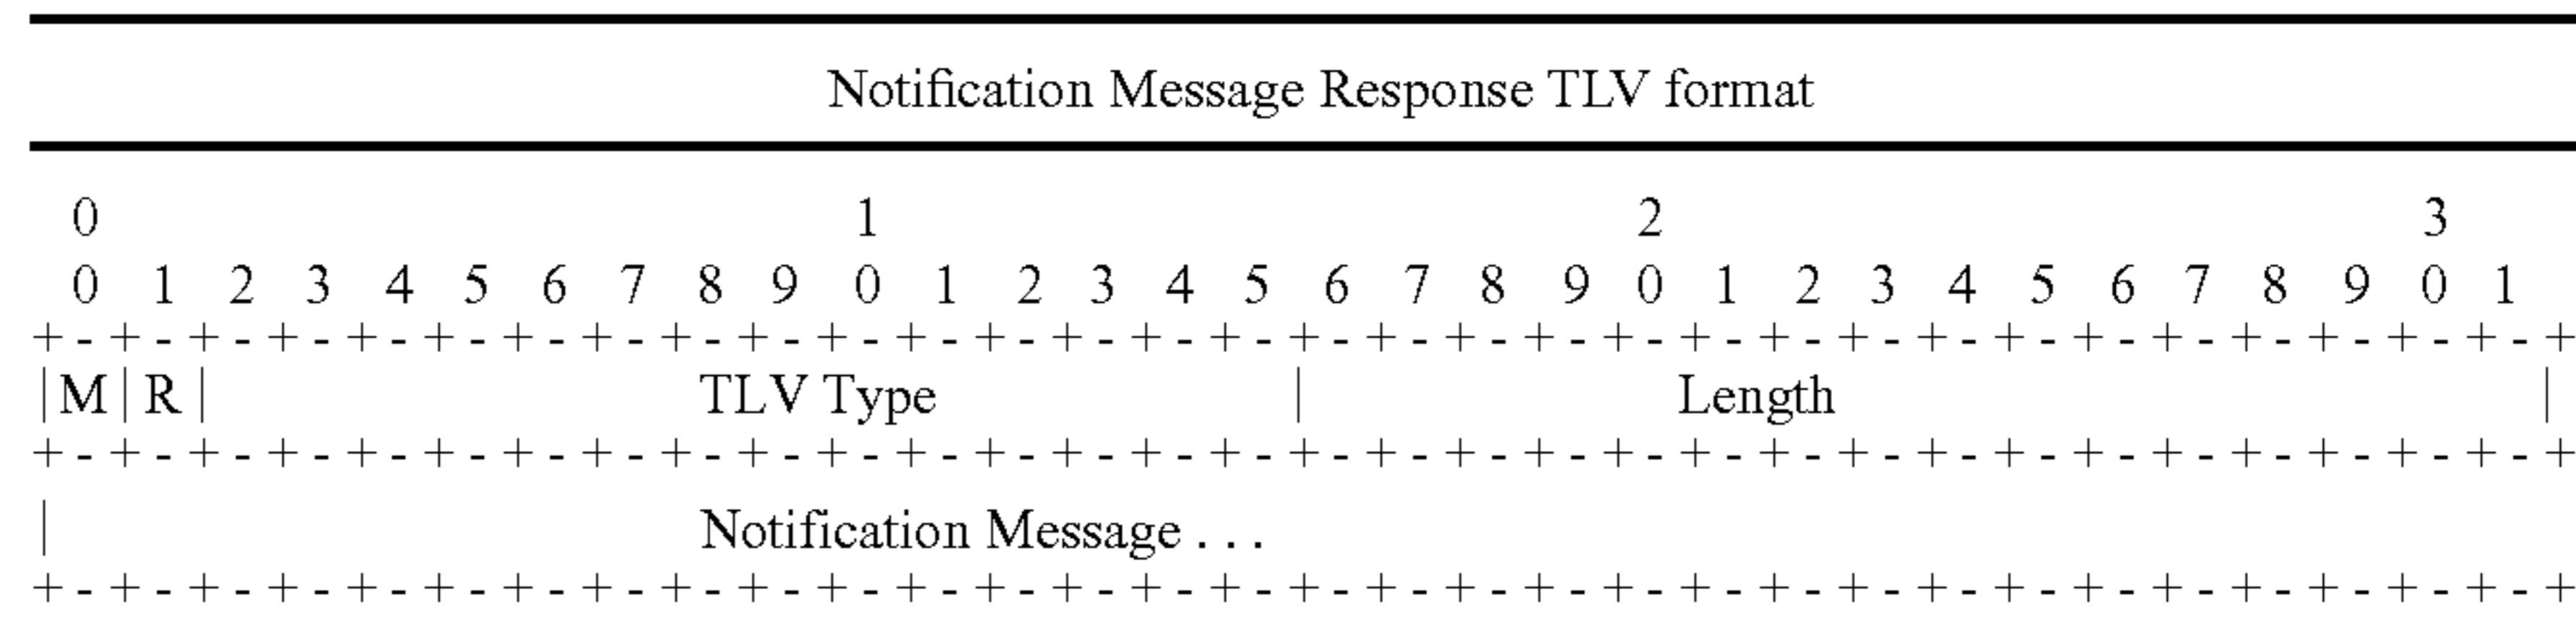 Notification Message Response TLV format
0 1 2 3
0 1 2 3 4 5 6 7 8 9 0 1 2 3 4 5 6 7 8 9 0 1 2 3 4 5 6 7 8 9 0 1
+-+-+-+-+-+-+-+-+-+-+-+-+-+-+-+-+-+-+-+-+-+-+-+-+-+-+-+-+-+-+-+-+
|M|R| TLV Type | Length |
+-+-+-+-+-+-+-+-+-+-+-+-+-+-+-+-+-+-+-+-+-+-+-+-+-+-+-+-+-+-+-+-+
| Notification Message . . .
+-+-+-+-+-+-+-+-+-+-+-+-+-+-+-+-+-+-+-+-+-+-+-+-+-+-+-+-+-+-+-+-+